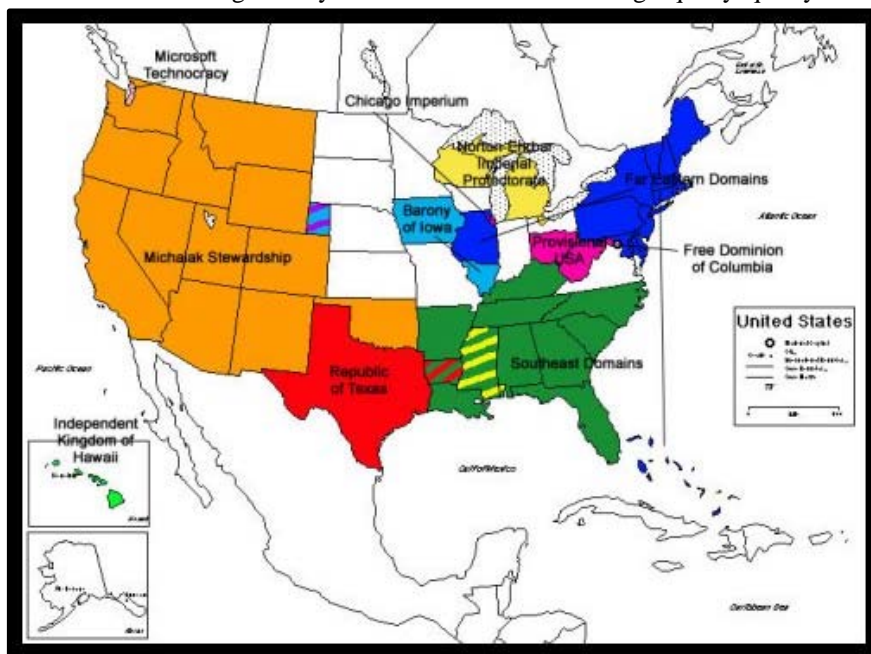 Microsoft
Technocracy
Chicago Imperium
Norton-Ehbar
Imperial
Protectorate
Far Eastern Domains
Barony
of Iowa
Atlantic Ocean
Provisional
USA
Michalak Stewardship
Free Dominion
of Columbia
United States
Southeast Domains
Republic
of Texas
Pacific Ocean
Independent
Kingdom of
Hawaii
Gulf of Mexico
Caribbean Sea